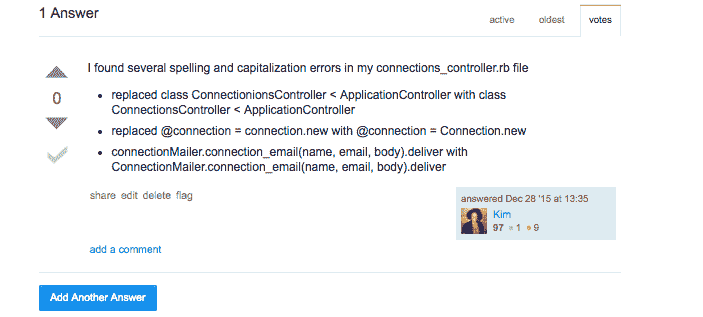 1 Answer
active oldest votes
I found several spelling and capitalization errors in my connections_controller.rb file
0
replaced class ConnectionionsController < ApplicationController with class
ConnectionsController < ApplicationController
replaced @connection = connection.new with @connection = Connection.new
connectionMailer.connection_email(name, email, body).deliver with
ConnectionMailer.connection_email(name, email, body).deliver
share edit delete flag
answered Dec 28 '15 at 13:35
Kim
97 1 9
add a comment
Add Another Answer